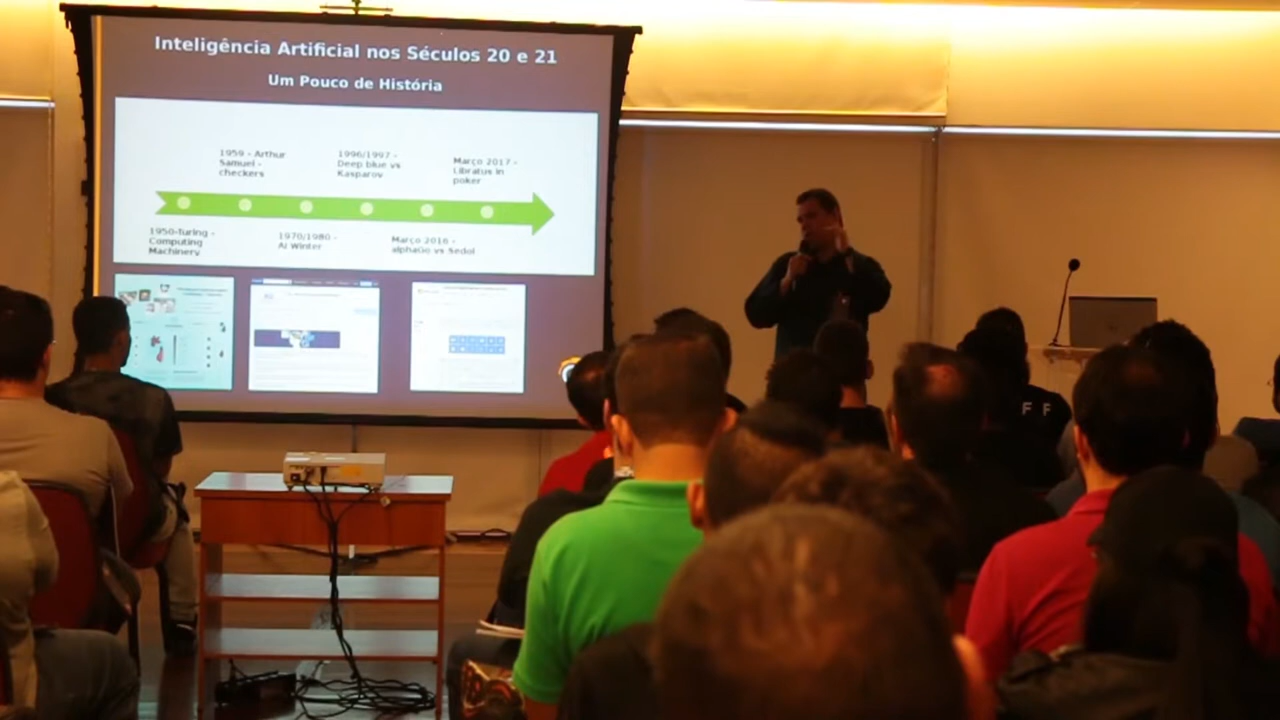 Inteligência Artificial nos Séculos 20 e 21
Um Pouco de História
1959 - Arthur
Samuel -
checkers
1996/1997 -
Deep blue vs
Kasparov
Março 2017 -
Libratus in
poker
1950-Turing -
Computing
Machinery
1970/1980 -
AI Winter
Março 2016 -
alphaGo vs Sedol
F F